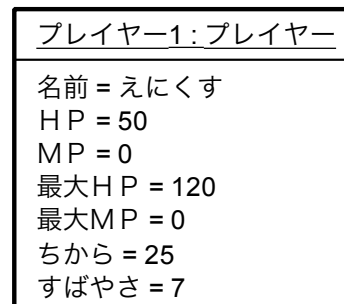 プレイヤー1 : プレイヤー
名前 = えにくす
ＨＰ = 50
ＭＰ = 0
最大ＨＰ = 120
最大ＭＰ = 0
ちから = 25
すばやさ = 7